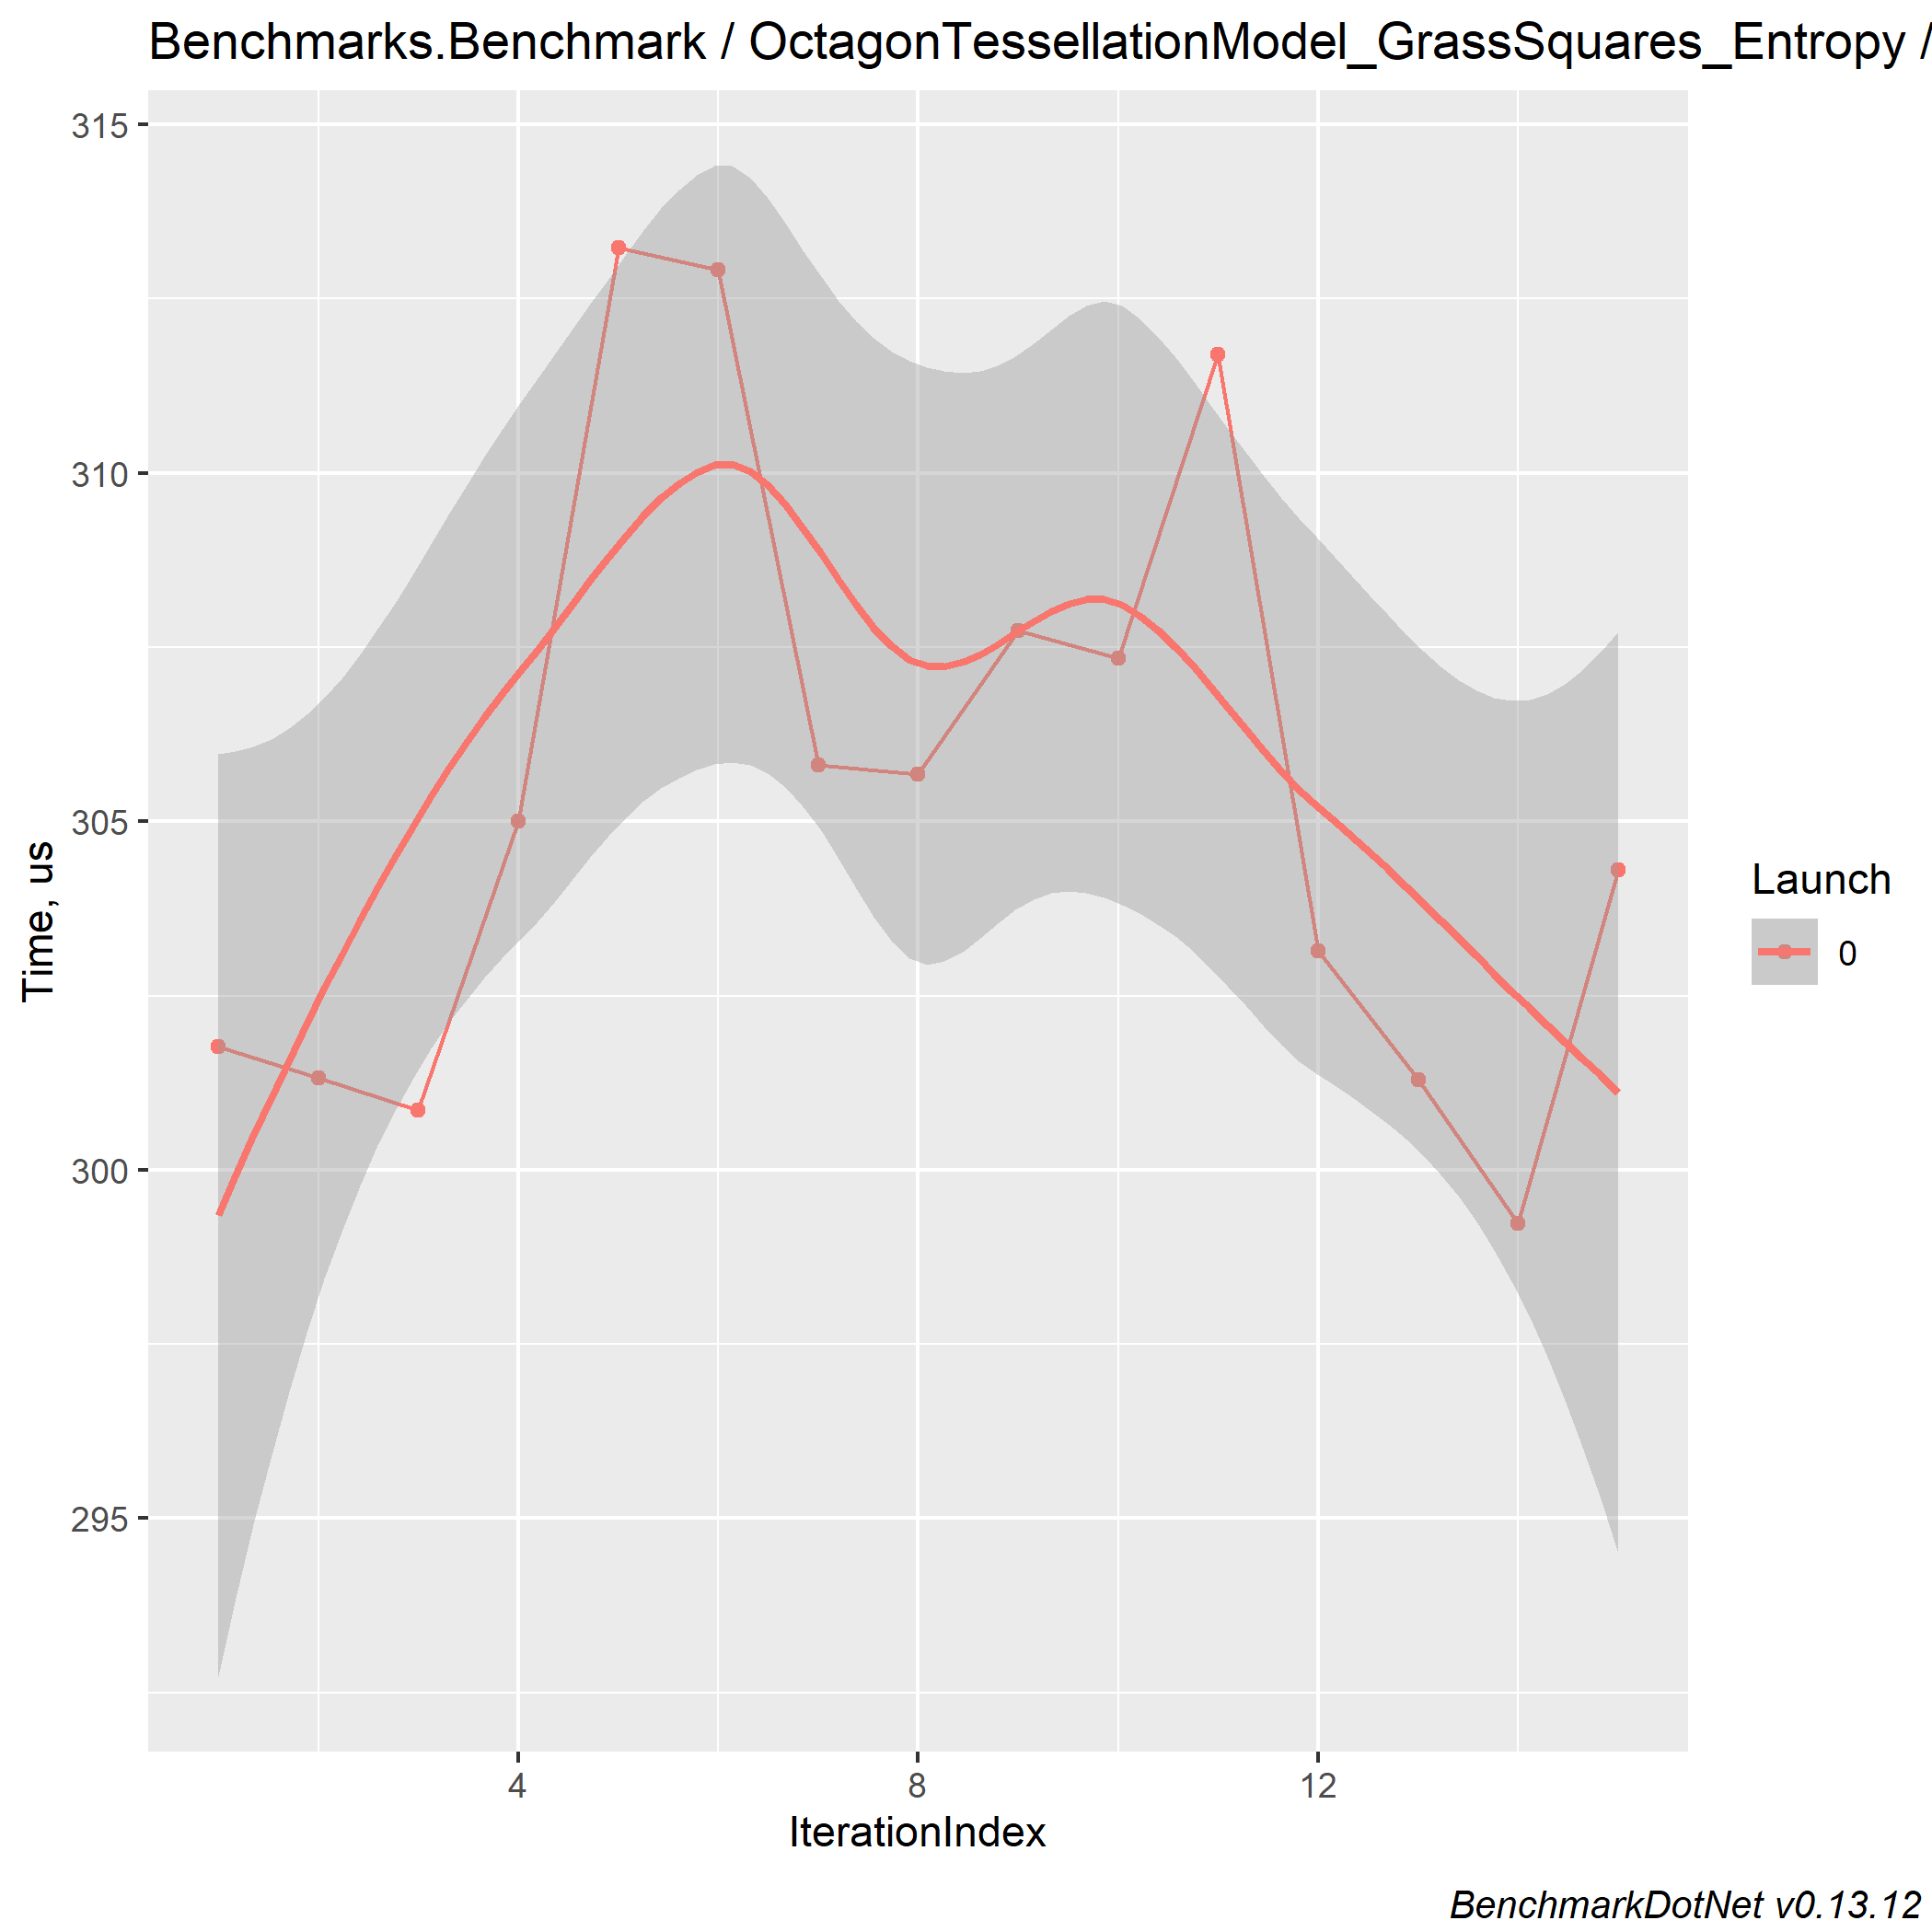 Benchmarks.Benchmark / OctagonTessellationModel_GrassSquares_Entropy /
315
310
305
300
295
Time, us
4 8 12
IterationIndex
Launch
0
BenchmarkDotNet v0.13.12